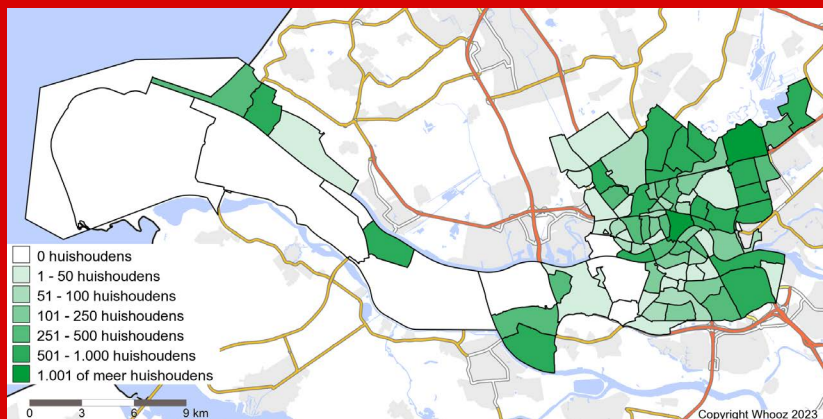 0 huishoudens
1 - 50 huishoudens
51 - 100 huishoudens
101 - 250 huishoudens
251 - 500 huishoudens
501 - 1.000 huishoudens
1.001 of meer huishoudens
0 3 6 9 km
Copyright Whooz 2023